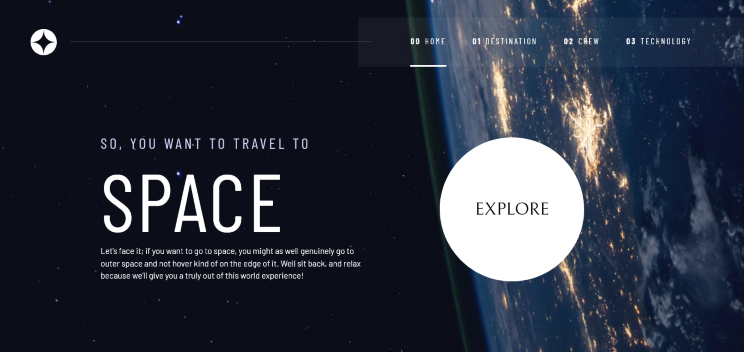 00 HOME 01 DESTINATION 02 CREW 03 TECHNOLOGY
SO, YOU WANT TO TRAVEL TO
SPACE
Let's face it; if you want to go to space, you might as well genuinely go to
outer space and not hover kind of on the edge of it. Well sit back, and relax
because we'll give you a truly out of this world experience!
EXPLORE